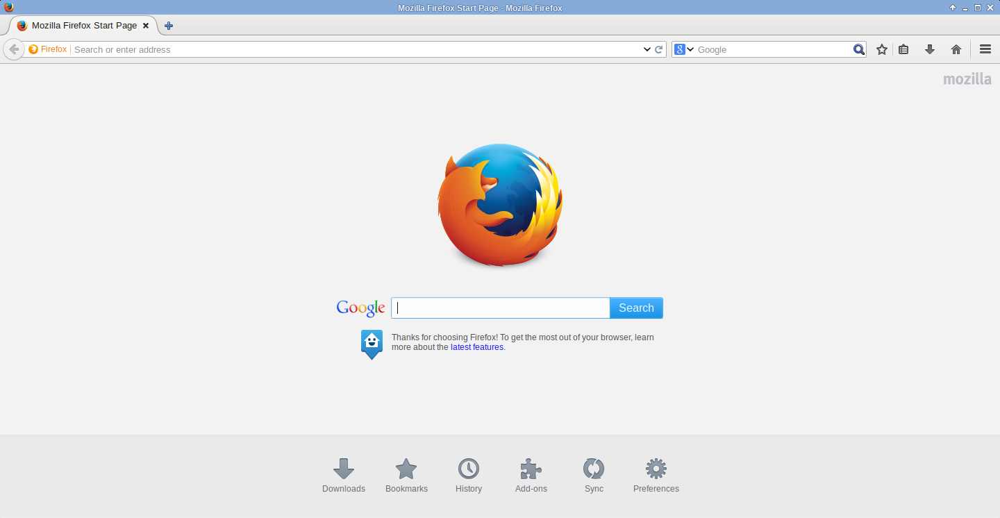 Mozilla Firefox Start Page - Mozilla Firefox
Mozilla Firefox Start Page
Firefox Search or enter address
8 Google
mozilla
Google Search
Thanks for choosing Firefox! To get the most out of your browser, learn
more about the latest features.
Downloads Bookmarks History Add-ons Sync Preferences